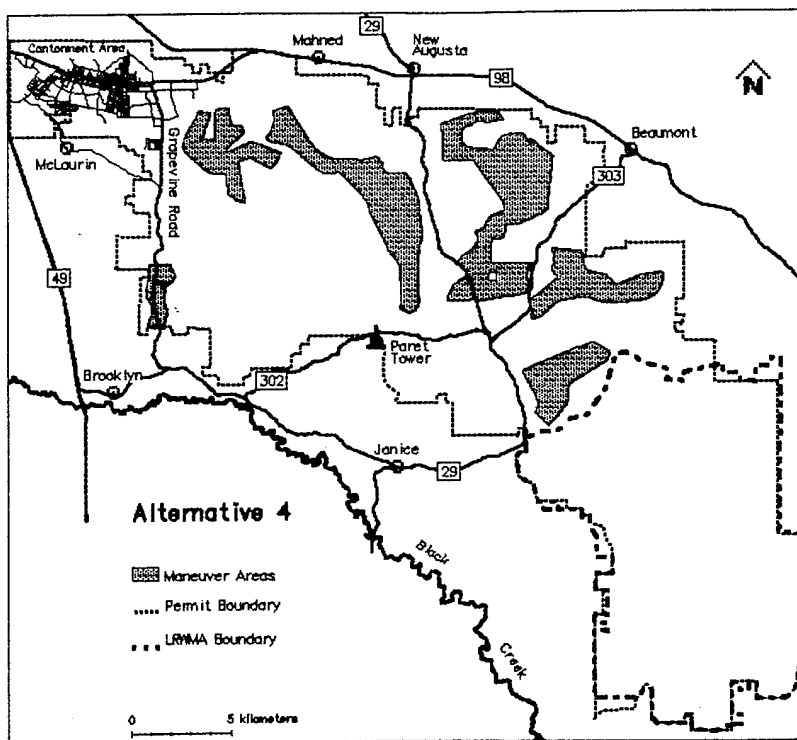 29
Mahned
New
Augusta
Cantonment Area
98
Beaumont
McLaurin
Grapevine Road
303
49
Paret
Tower
Brooklyn
302
Janice
29
Alternative 4
Black
Creek
Maneuver Areas
Permit Boundary
LRWMA Boundary
0 5 kilometers